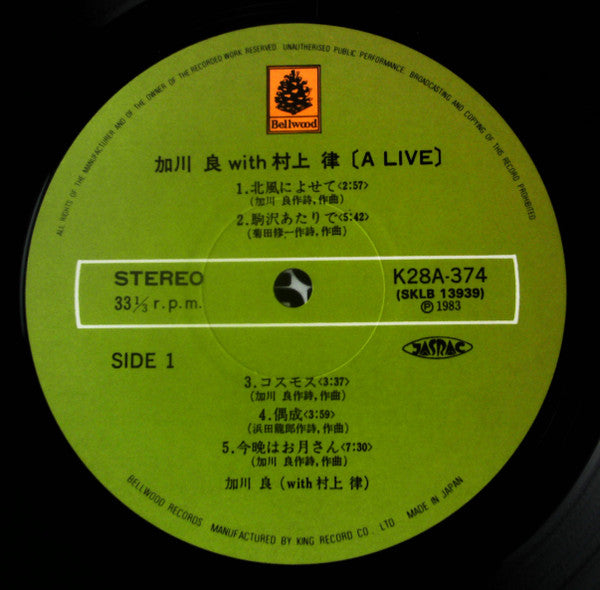 ALL RIGHTS OF THE MANUFACTURER AND OF THE OWNER OF THE RECORDED WORK RESERVED. UNAUTHORISED PUBLIC PERFORMANCE, BROADCASTING AND COPYING OF THIS RECORD PROHIBITED
Bellwood
加川 良 with 村上 律〔A LIVE〕
1.北風によせて<2:57>
(加川 良作詩,作曲)
2.駒沢あたりで<5:42>
(菊田修一作詩,作曲)
STEREO
33 1/3 r.p.m.
K28A-374
(SKLB 13939)
Ⓟ 1983
SIDE 1
JASRAC
3.コスモス<3:37>
(加川 良作詩,作曲)
4.偶成<3:59>
(浜田龍郎作詩,作曲)
5.今晩はお月さん<7:30>
(加川 良作詩,作曲)
加川 良 (with 村上 律)
BELLWOOD RECORDS MANUFACTURED BY KING RECORD CO. LTD MADE IN JAPAN